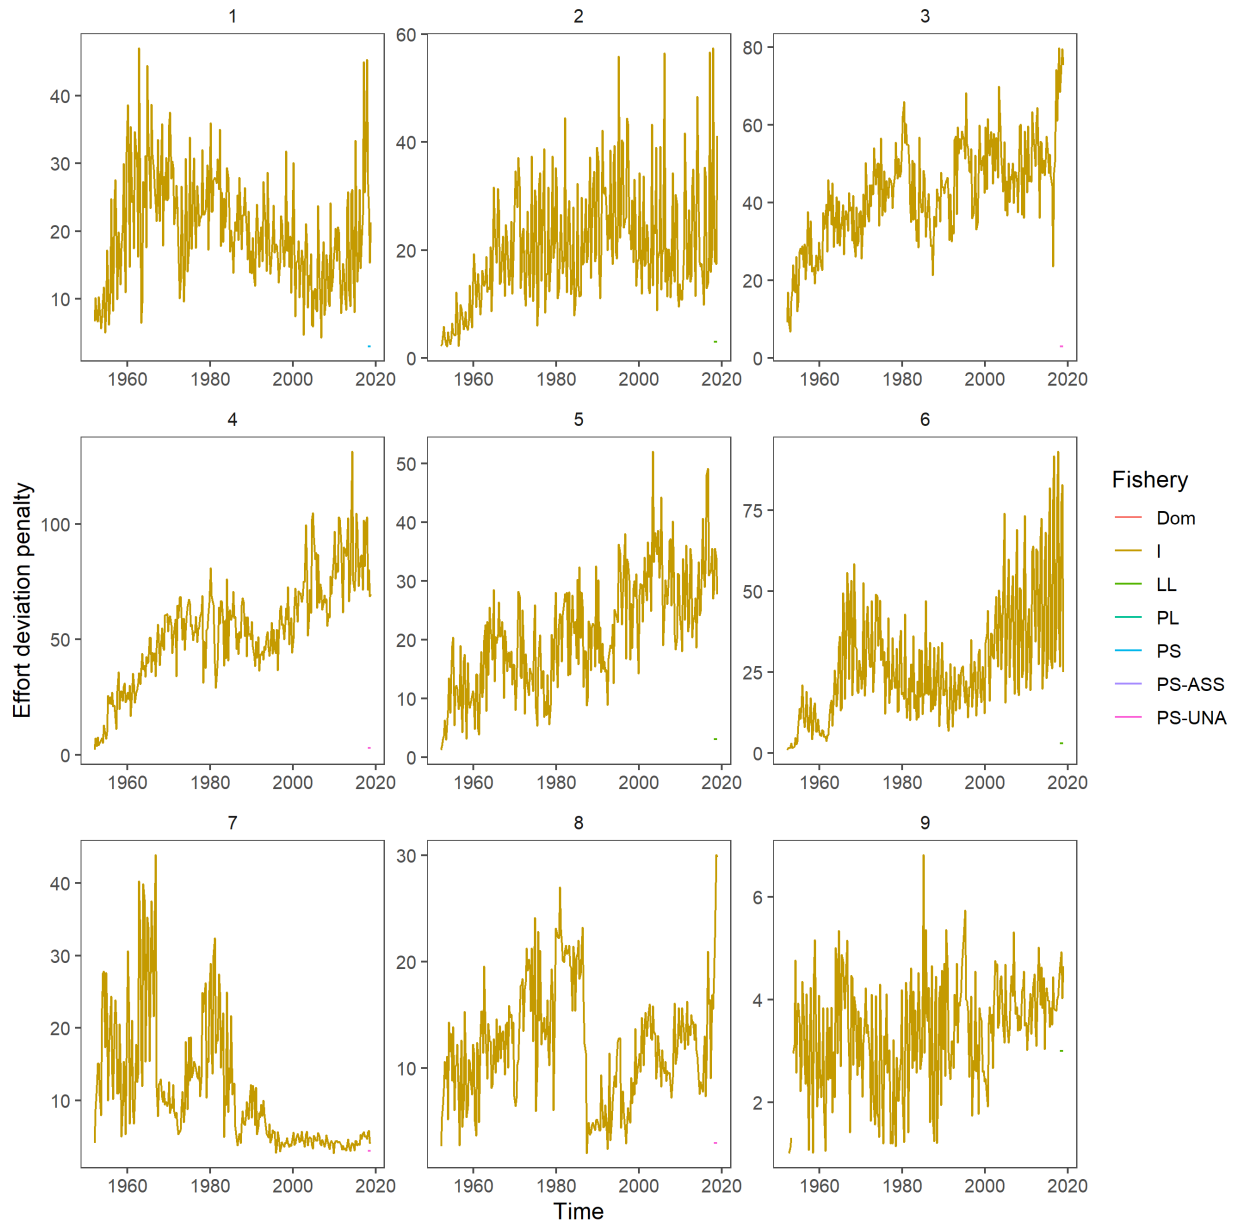 1 2 3
40 30 20 10
60 40 20 0
80 60 40 20 0
1960 1980 2000 2020
1960 1980 2000 2020
1960 1980 2000 2020
4 5 6
100 50 0
50 40 30 20 10 0
75 50 25 0
1960 1980 2000 2020
1960 1980 2000 2020
1960 1980 2000 2020
7 8 9
40 30 20 10
30 20 10
6 4 2
1960 1980 2000 2020
1960 1980 2000 2020
1960 1980 2000 2020
Effort deviation penalty
Time
Fishery
Dom
I
LL
PL
PS
PS-ASS
PS-UNA